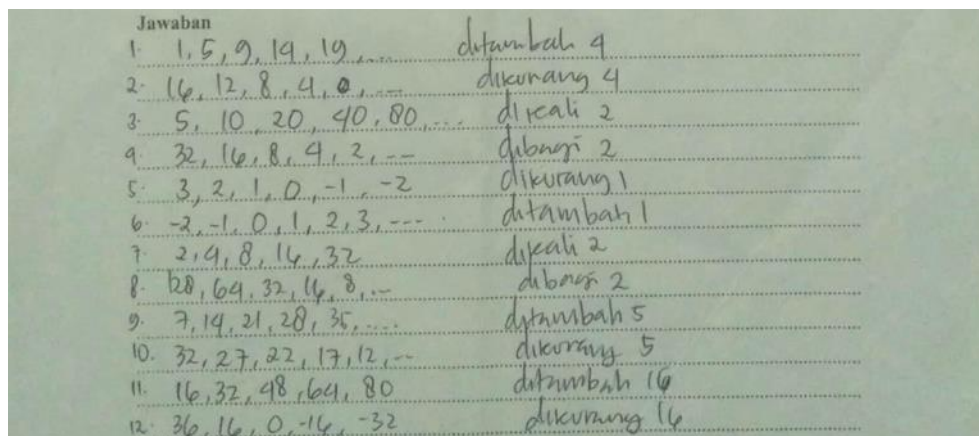 Jawaban
1. 1, 5, 9, 14, 19, .... ditambah 4
2. 16, 12, 8, 4, 0, .... dikurang 4
3. 5, 10, 20, 40, 80, .... dikali 2
4. 32, 16, 8, 4, 2, .... dibagi 2
5. 3, 2, 1, 0, -1, -2 dikurang 1
6. -2, -1, 0, 1, 2, 3, .... ditambah 1
7. 2, 4, 8, 16, 32 dikali 2
8. 128, 64, 32, 16, 8, .... dibagi 2
9. 7, 14, 21, 28, 35, .... ditambah 5
10. 32, 27, 22, 17, 12, .... dikurang 5
11. 16, 32, 48, 64, 80 ditambah 16
12. 36, 16, 0, -16, -32 dikurang 16